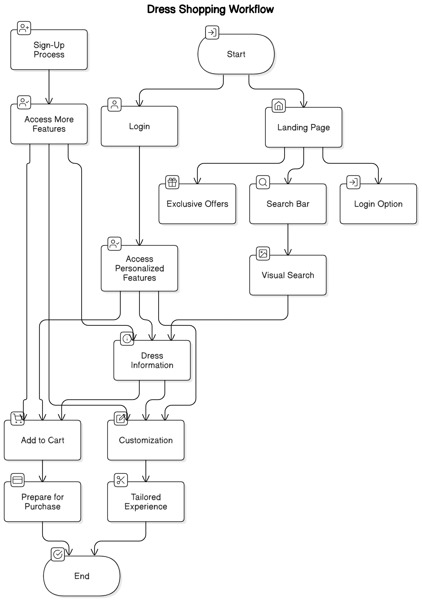 Dress Shopping Workflow
Sign-Up
Process
Start
Access More
Features
Login
Landing Page
Exclusive Offers
Search Bar
Login Option
Access
Personalized
Features
Visual Search
Dress
Information
Add to Cart
Customization
Prepare for
Purchase
Tailored
Experience
End